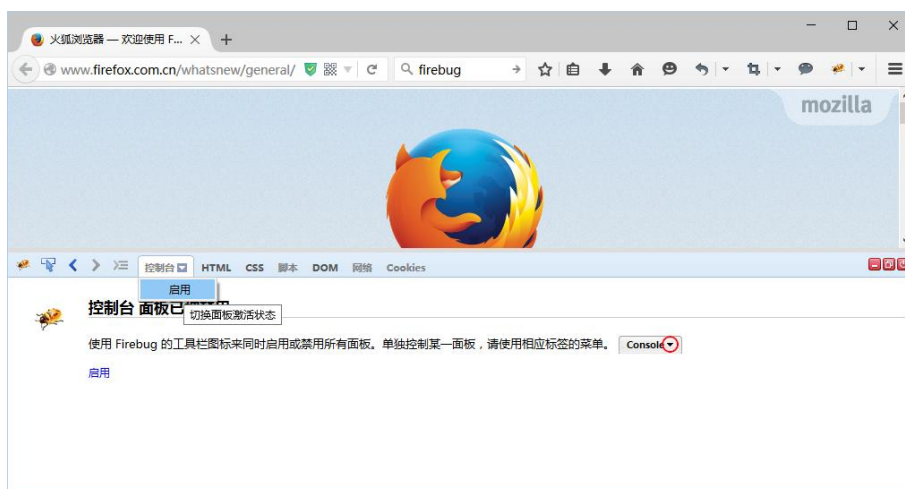 火狐浏览器 — 欢迎使用 F...
www.firefox.com.cn/whatsnew/general/
firebug
mozilla
控制台 HTML CSS 脚本 DOM 网络 Cookies
启用
控制台 面板已
切换面板激活状态
使用 Firebug 的工具栏图标来同时启用或禁用所有面板。单独控制某一面板，请使用相应标签的菜单。 Console
启用